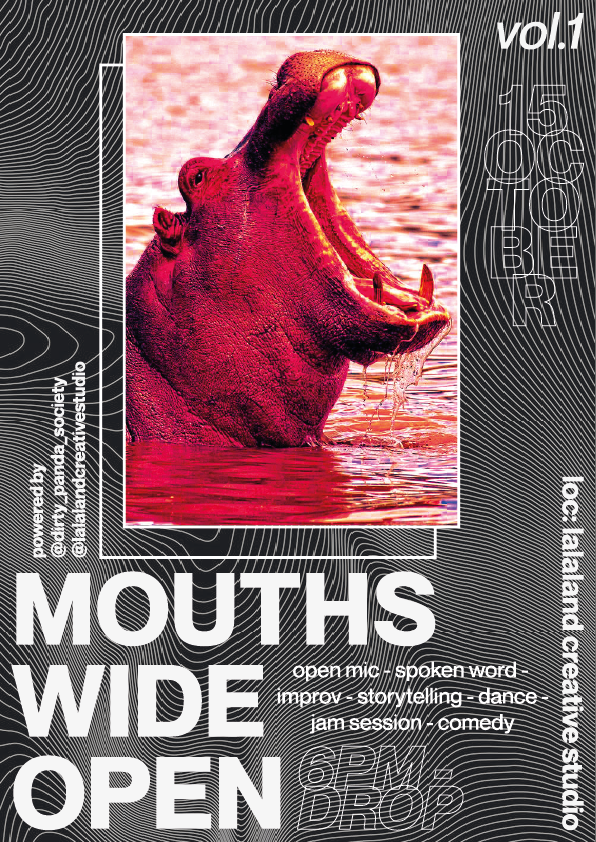 vol.1
15
OC
TO
BE
R
powered by
@dirty_panda_society
@lalalandcreativestudio
loc: lalaland creative studio
MOUTHS
WIDE
OPEN
open mic - spoken word -
improv - storytelling - dance -
jam session - comedy
6PM -
DROP